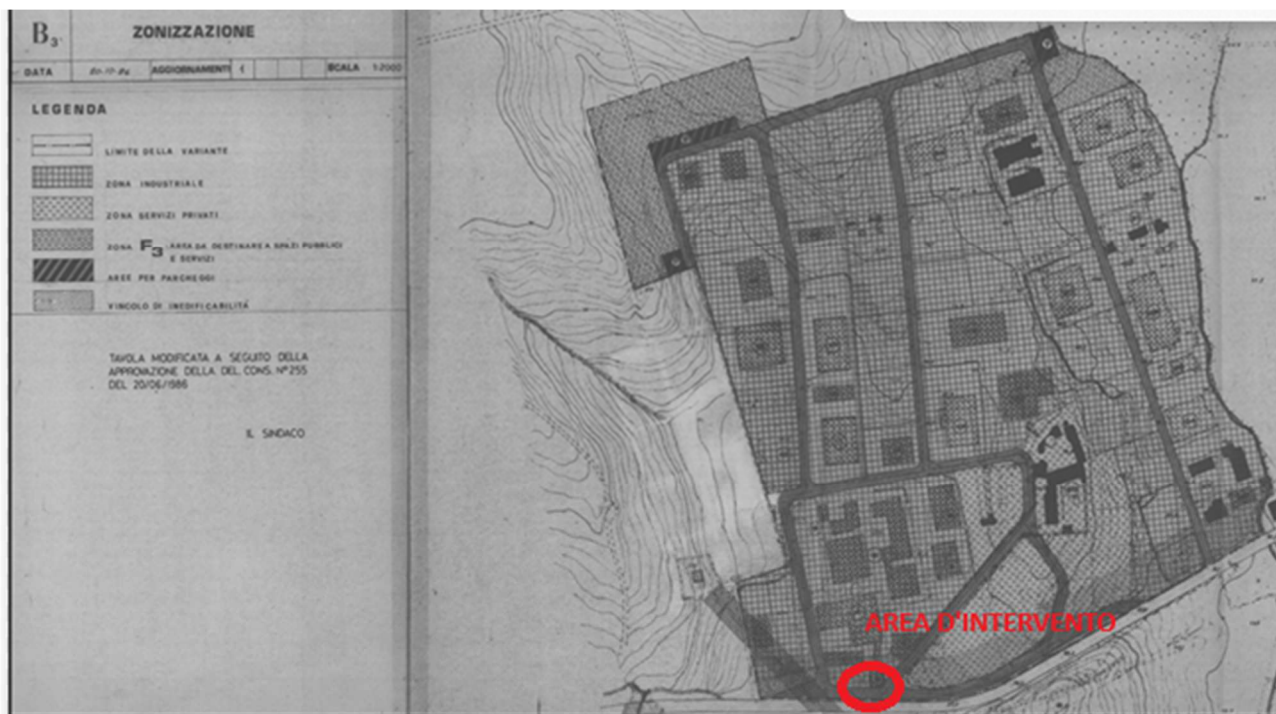 B3
ZONIZZAZIONE
DATA
AGGIORNAMENTI
SCALA 1:2000
LEGENDA
LIMITE DELLA VARIANTE
ZONA INDUSTRIALE
ZONA SERVIZI PRIVATI
ZONA F3 AREA DA DESTINARE A SPAZI PUBBLICI
E SERVIZI
AREE PER PARCHEGGI
VINCOLO DI INEDIFICABILITÁ
TAVOLA MODIFICATA A SEGUITO DELLA
APPROVAZIONE DELLA DEL. CONS. N° 255
DEL 20/06/1986
IL SINDACO
AREA D'INTERVENTO